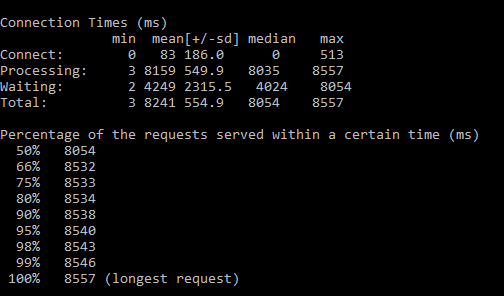 Connection Times (ms)
              min  mean[+/-sd] median   max
Connect:        0   83 186.0      0     513
Processing:     3 8159 549.9   8035    8557
Waiting:        2 4249 2315.5   4024    8054
Total:          3 8241 554.9   8054    8557

Percentage of the requests served within a certain time (ms)
  50%   8054
  66%   8532
  75%   8533
  80%   8534
  90%   8538
  95%   8540
  98%   8543
  99%   8546
 100%   8557 (longest request)